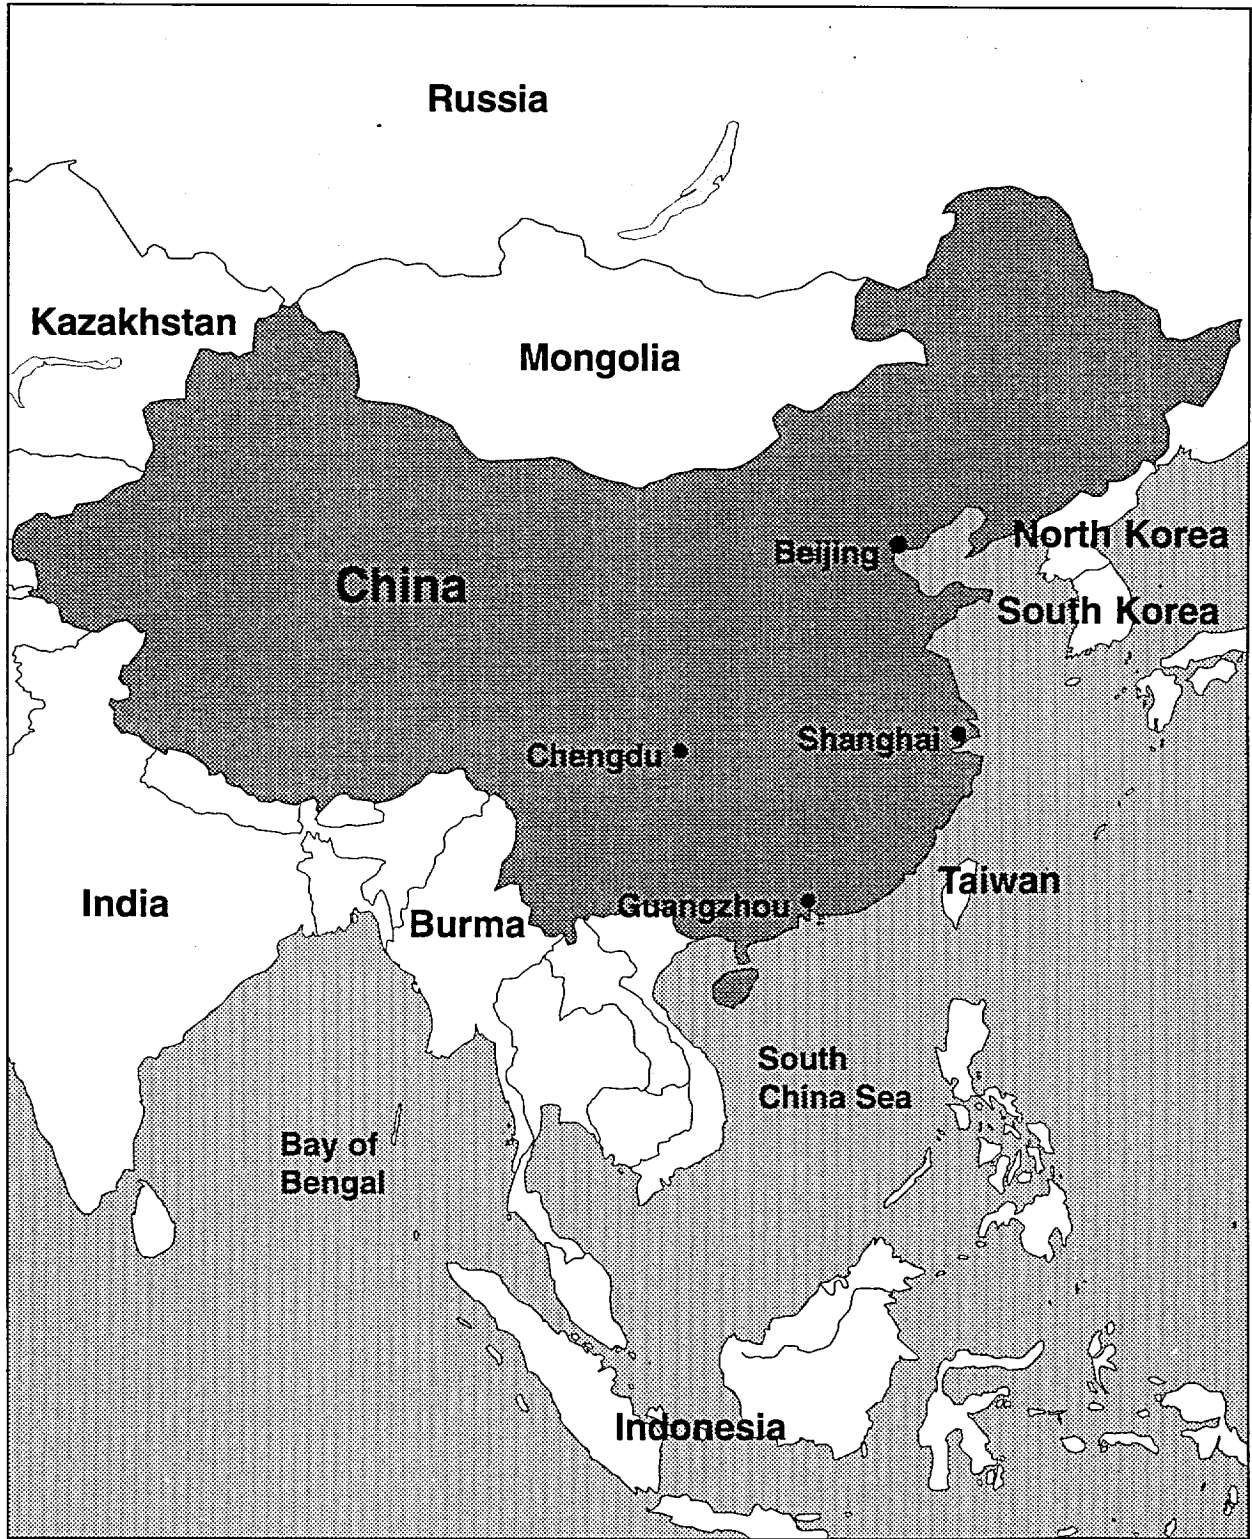 Russia
Kazakhstan
Mongolia
North Korea
Beijing
China
South Korea
Shanghai
Chengdu
Taiwan
India
Guangzhou
Burma
South
China Sea
Bay of
Bengal
Indonesia